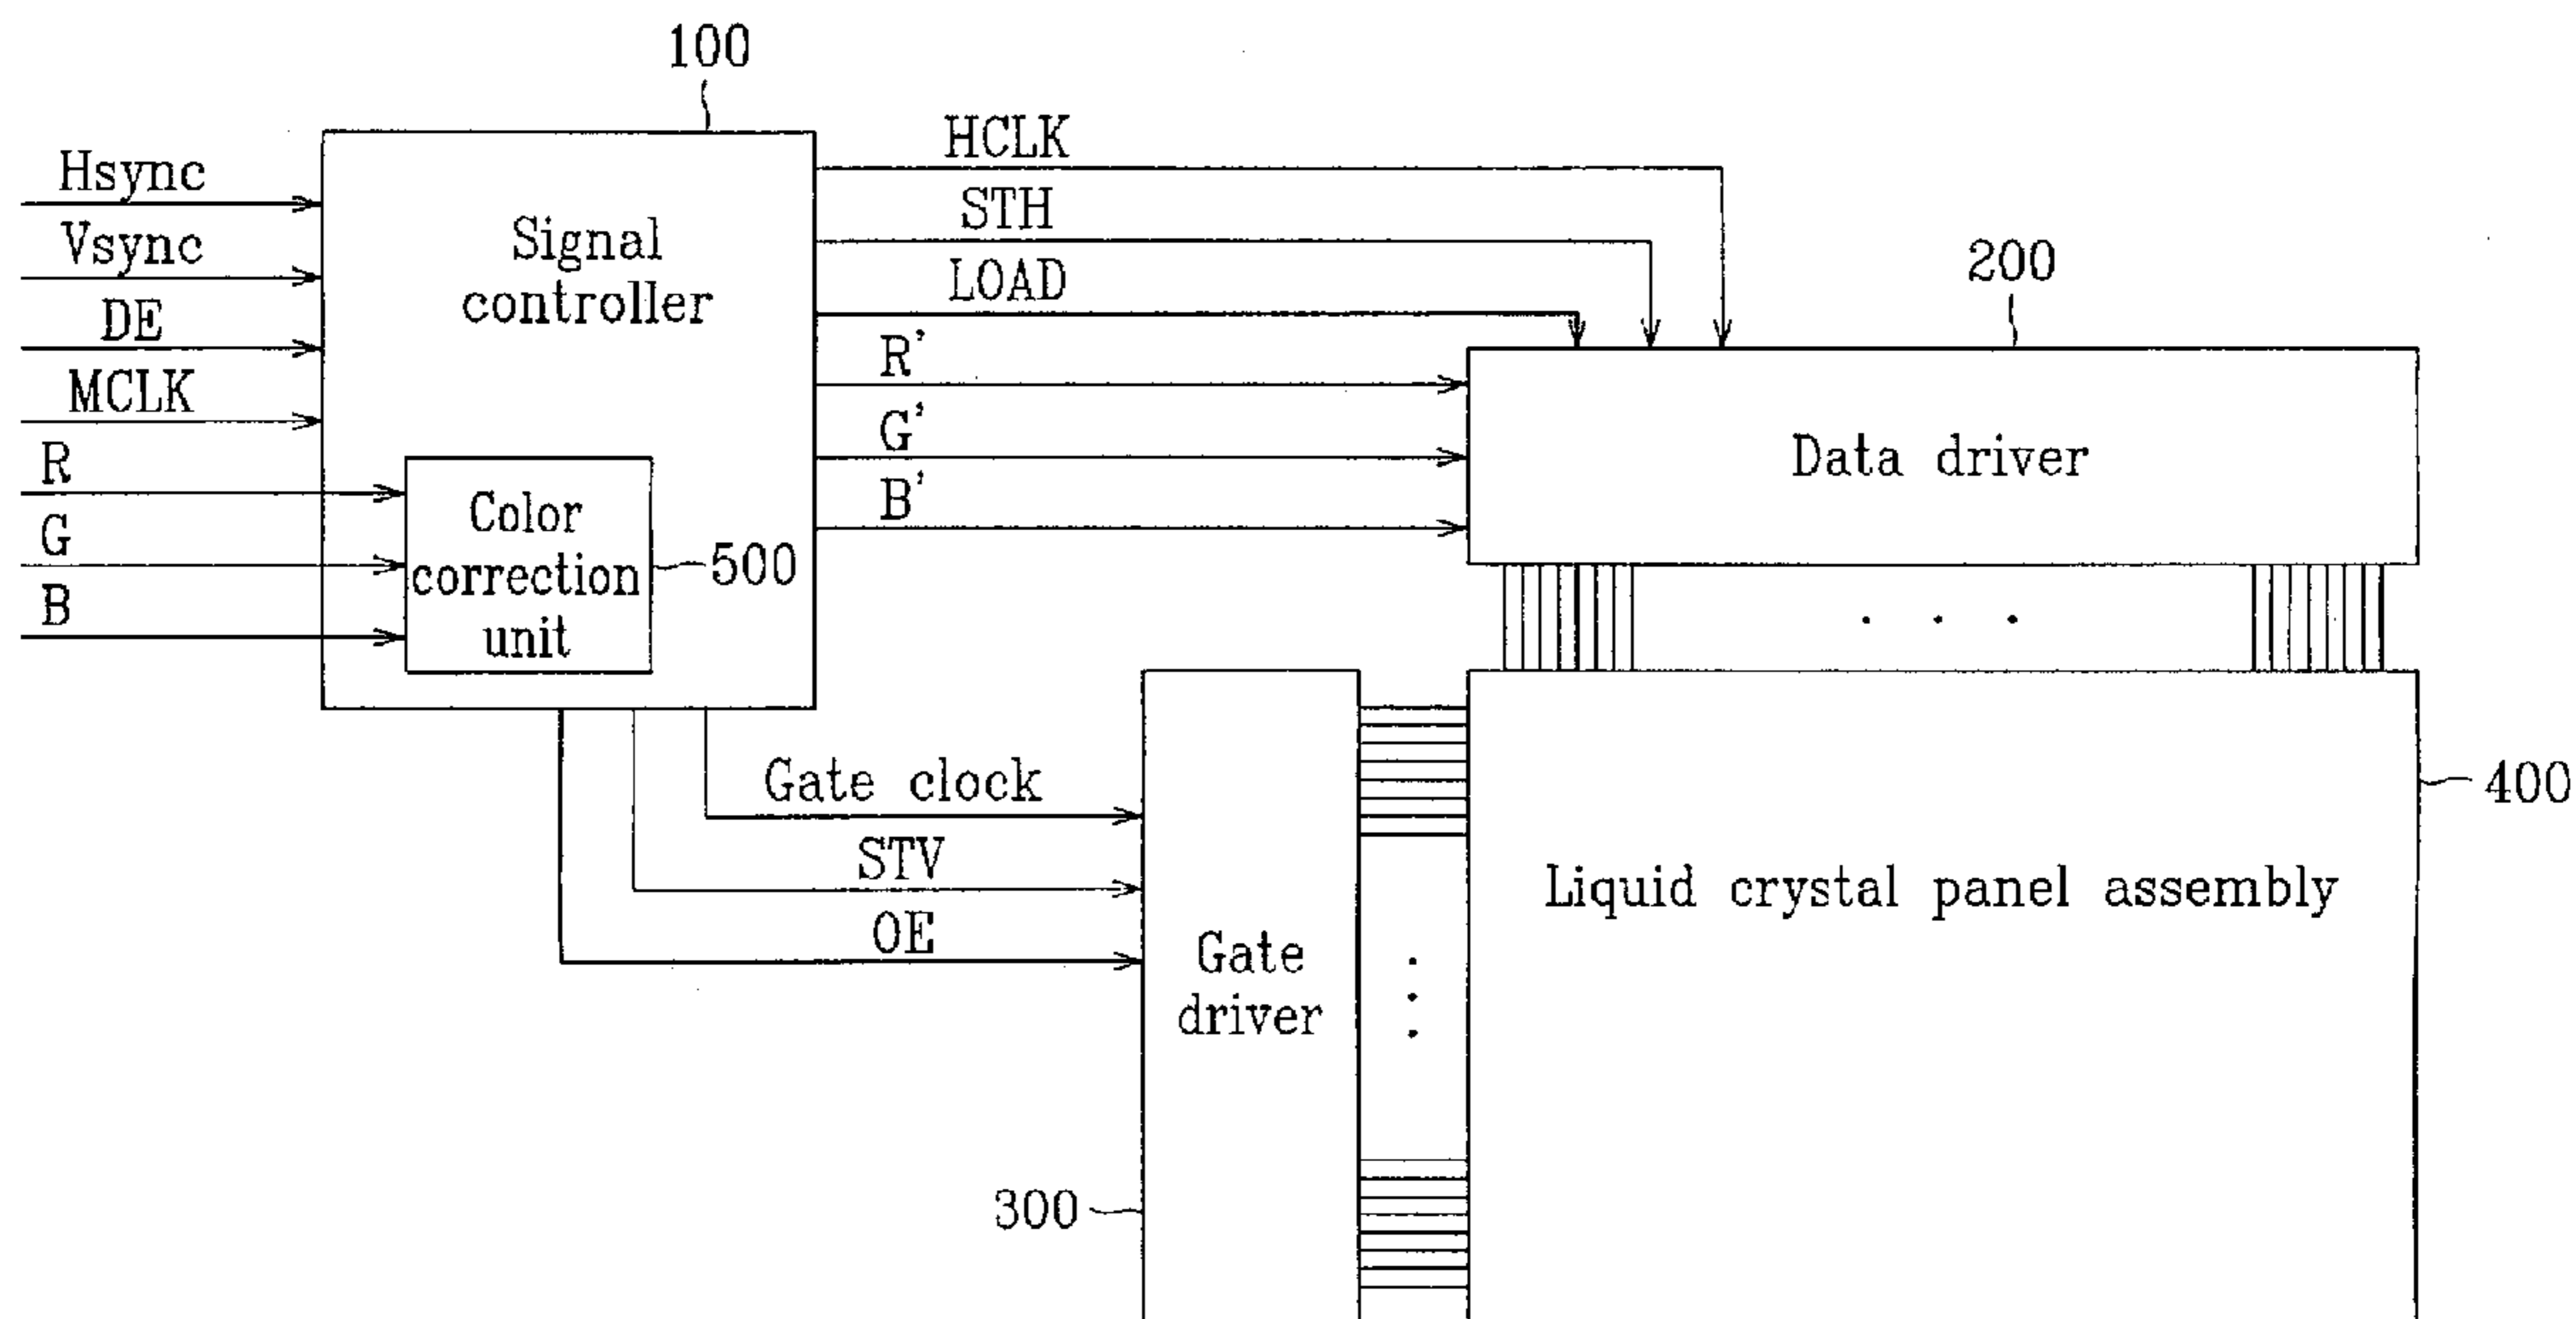 100
Hsync
Vsync
DE
MCLK
R
G
B
Signal
controller
Color
correction
unit
500
HCLK
STH
LOAD
R'
G'
B'
200
Data driver
Gate clock
STV
OE
Gate
driver
300
Liquid crystal panel assembly
400